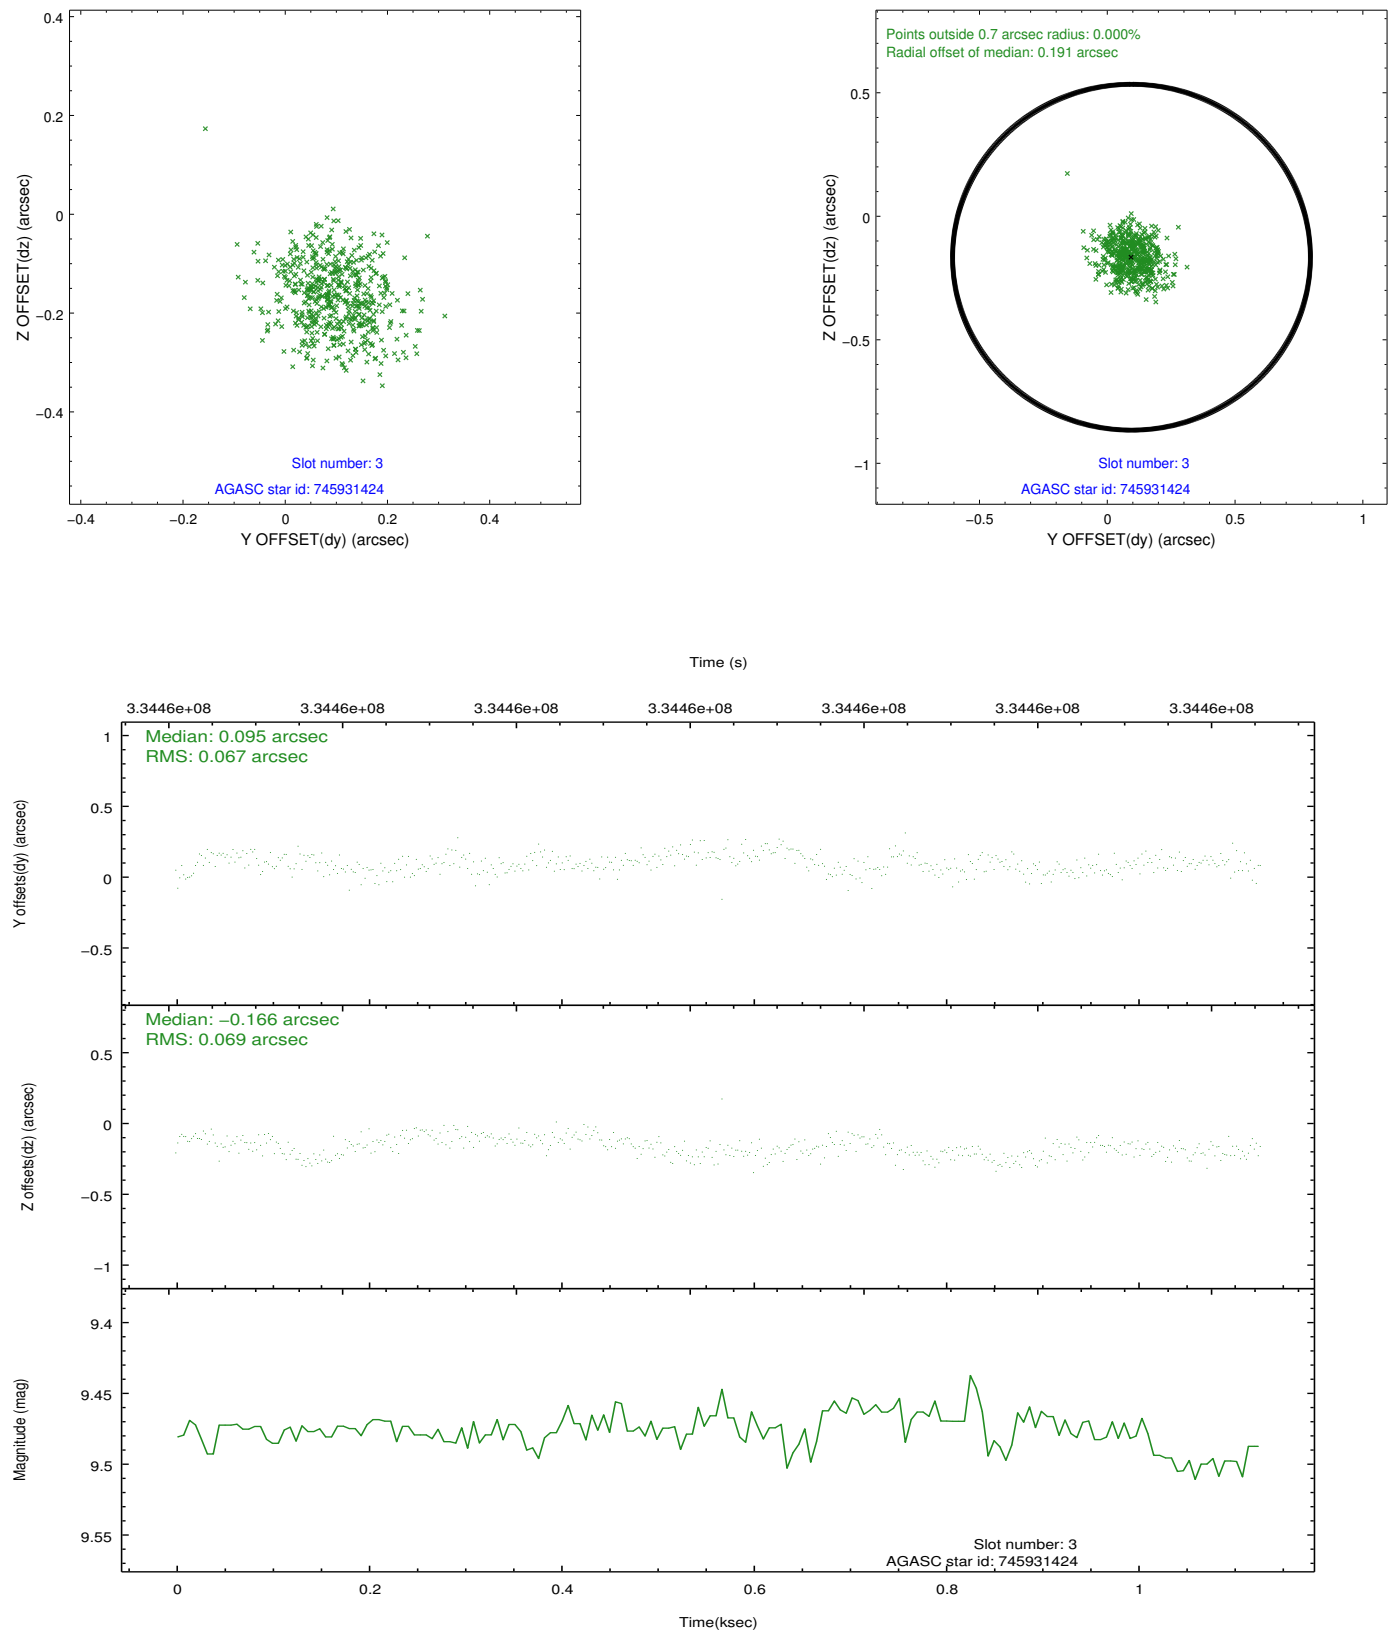 0.4
0.2
0
−0.2
−0.4
Z OFFSET(dz) (arcsec)
Slot number: 3
AGASC star id: 745931424
−0.4
−0.2
0
0.2
0.4
Y OFFSET(dy) (arcsec)
Points outside 0.7 arcsec radius: 0.000%
Radial offset of median: 0.191 arcsec
0.5
0
−0.5
−1
Z OFFSET(dz) (arcsec)
Slot number: 3
AGASC star id: 745931424
−0.5
0
0.5
1
Y OFFSET(dy) (arcsec)
Time (s)
3.3446e+08 3.3446e+08 3.3446e+08 3.3446e+08 3.3446e+08 3.3446e+08 3.3446e+08
Median: 0.095 arcsec
RMS: 0.067 arcsec
1
0.5
0
−0.5
Y offsets(dy) (arcsec)
Median: −0.166 arcsec
RMS: 0.069 arcsec
0.5
0
−0.5
−1
Z offsets(dz) (arcsec)
9.4
9.45
9.5
9.55
Magnitude (mag)
Slot number: 3
AGASC star id: 745931424
0 0.2 0.4 0.6 0.8 1
Time(ksec)